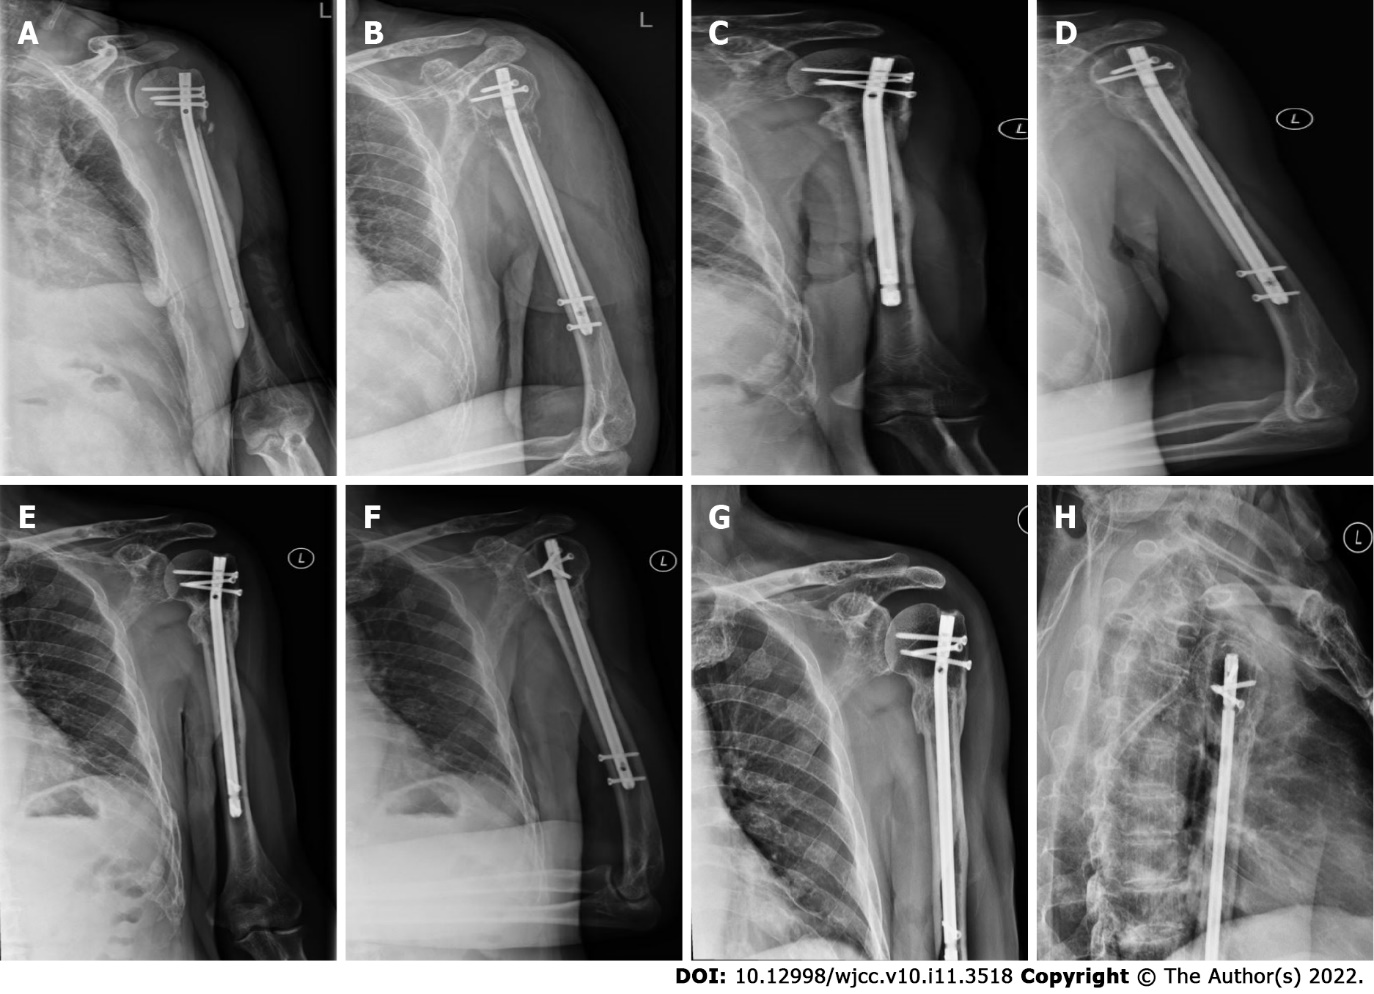 A
L
B
L
C
L
D
L
E
L
F
L
G
H
L
DOI: 10.12998/wjcc.v10.i11.3518 Copyright © The Author(s) 2022.